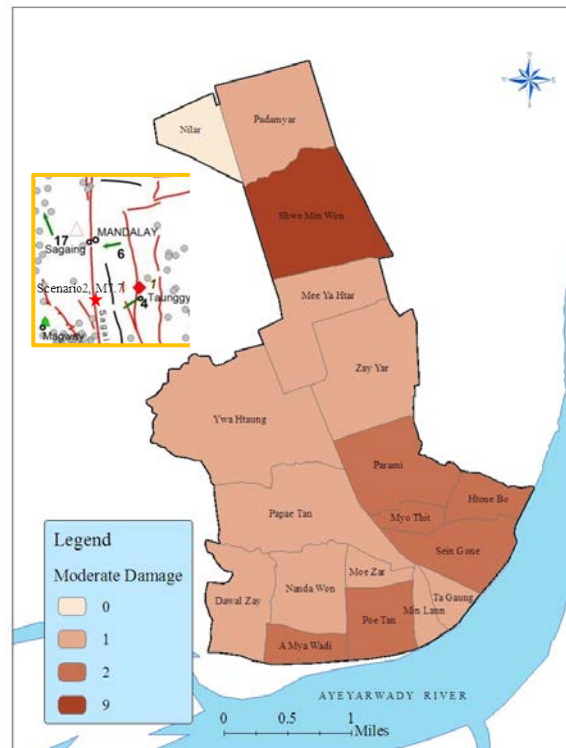 Nilar
Padamyar
Shwe Min Won
17
MANDALAY
Sagaing
6
Scenario2, M7.7
1
4
Taunggy
Sagai
Magway
Mee Ya Htar
Zay Yar
Ywa Htaung
Parami
Htone Bo
Myo Thit
Papae Tan
Sein Gone
Legend
Moderate Damage
0
1
2
9
Moe Zar
Dawal Zay
Nanda Won
Ta Gaung
Min Lann
Poe Tan
A Mya Wadi
AYEYARWADY RIVER
0 0.5 1
Miles